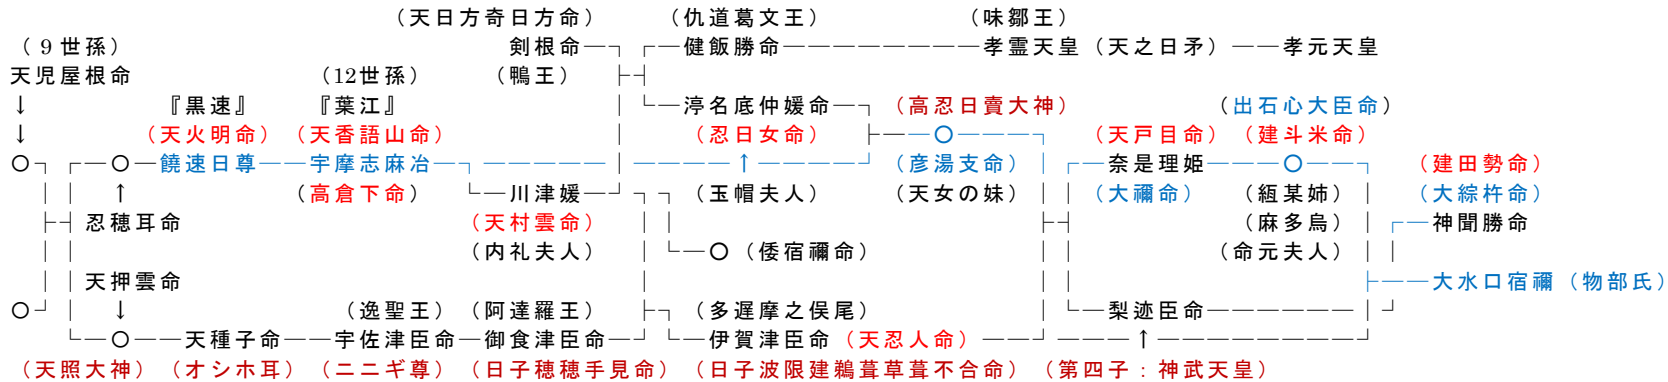 （天日方奇日方命） （仇道葛文王） （味鄒王）
（９世孫） 剣根命 健飯勝命 孝霊天皇（天之日矛） 孝元天皇
天児屋根命 （12世孫） （鴨王）
↓ 『黒速』 『葉江』 渟名底仲媛命 （高忍日賣大神） （出石心大臣命）
↓ （天火明命）（天香語山命） （忍日女命） 〇 （天戸目命）（建斗米命）
〇 〇 饒速日尊 宇摩志麻冶 ↑ （彦湯支命） 奈是理姫 〇 （建田勢命）
↑ （高倉下命） 川津媛 （玉帽夫人） （天女の妹） （大禰命） （絚某姉） （大綜杵命）
忍穂耳命 （天村雲命） （麻多烏） 神聞勝命
（内礼夫人） 〇（倭宿禰命） （命元夫人）
天押雲命 大水口宿禰（物部氏）
〇 ↓ （逸聖王）（阿達羅王） （多遅摩之俣尾） 梨迹臣命
〇 天種子命 宇佐津臣命 御食津臣命 伊賀津臣命（天忍人命） ↑
（天照大神）（オシホ耳）（ニニギ尊）（日子穂穂手見命）（日子波限建鵜葺草葺不合命）（第四子：神武天皇）